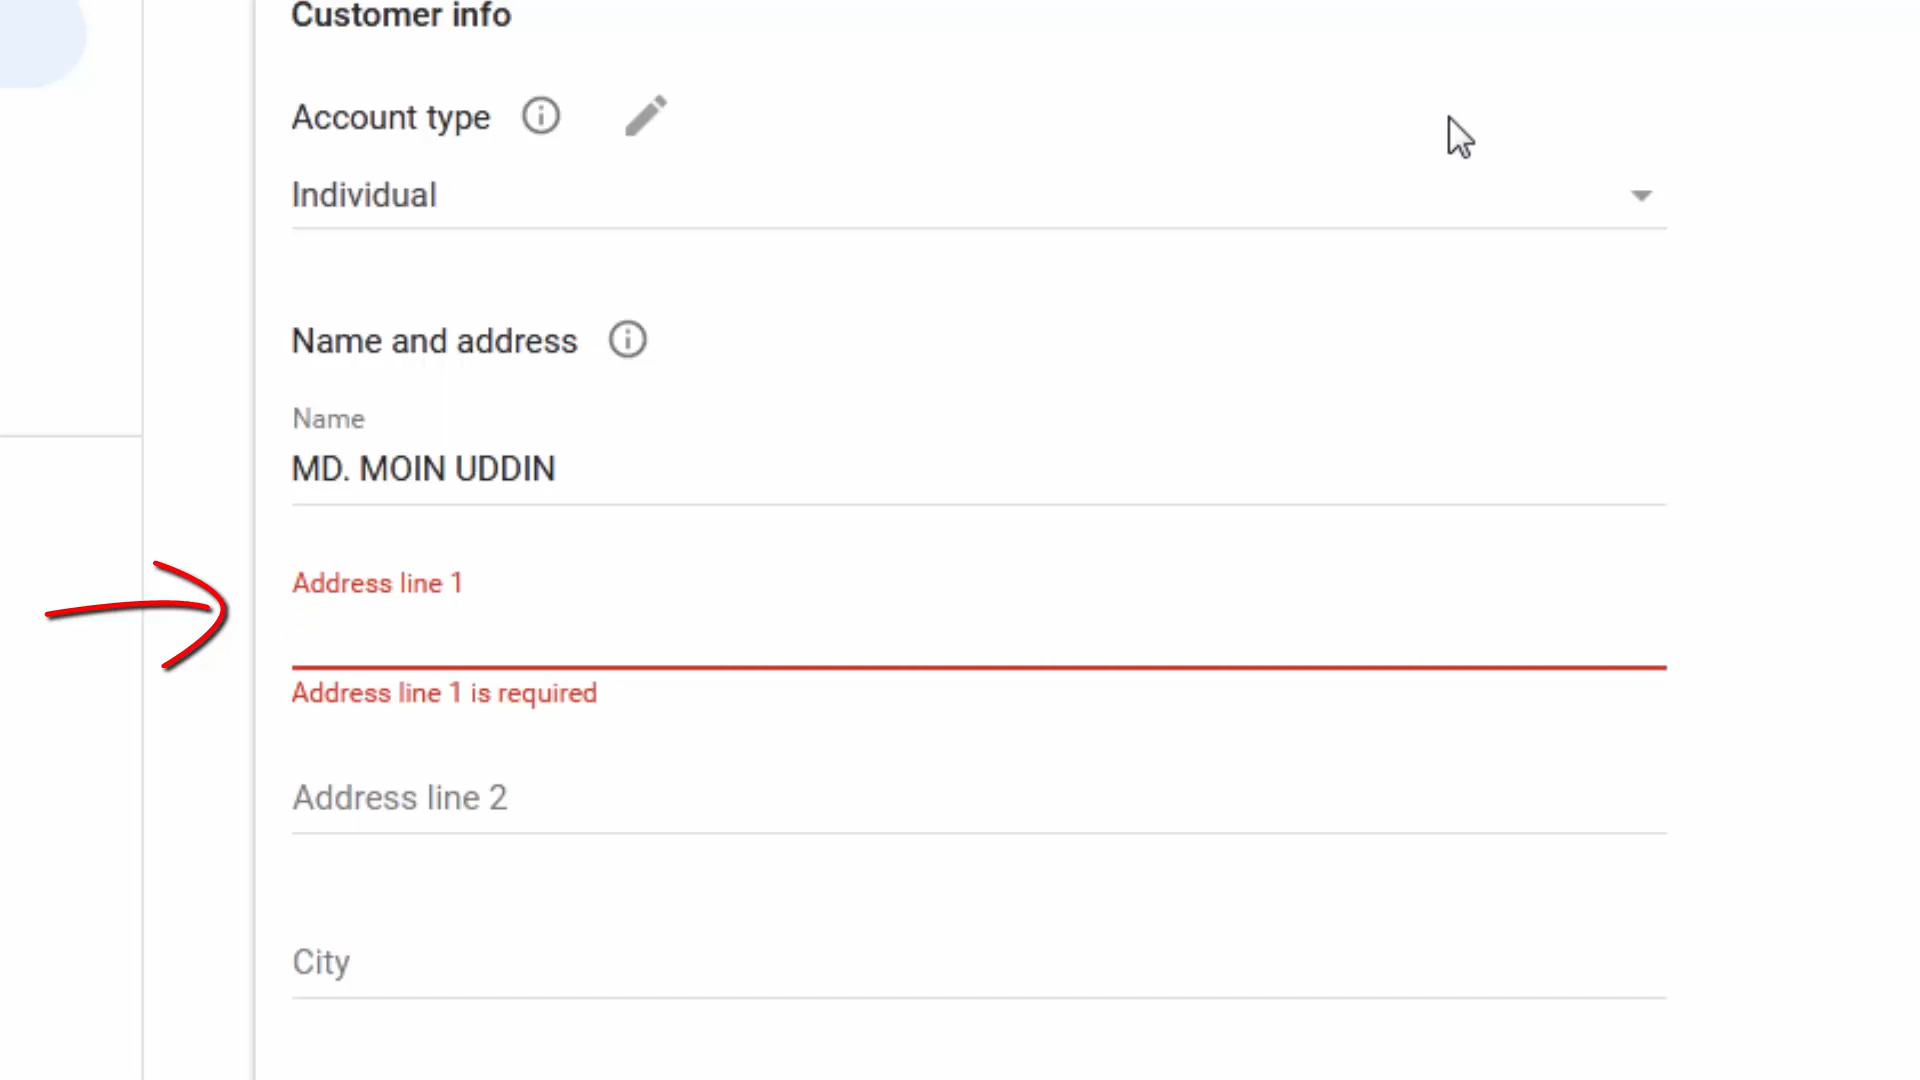 Customer info
Account type
Individual
Name and address
Name
MD. MOIN UDDIN
Address line 1
Address line 1 is required
Address line 2
City